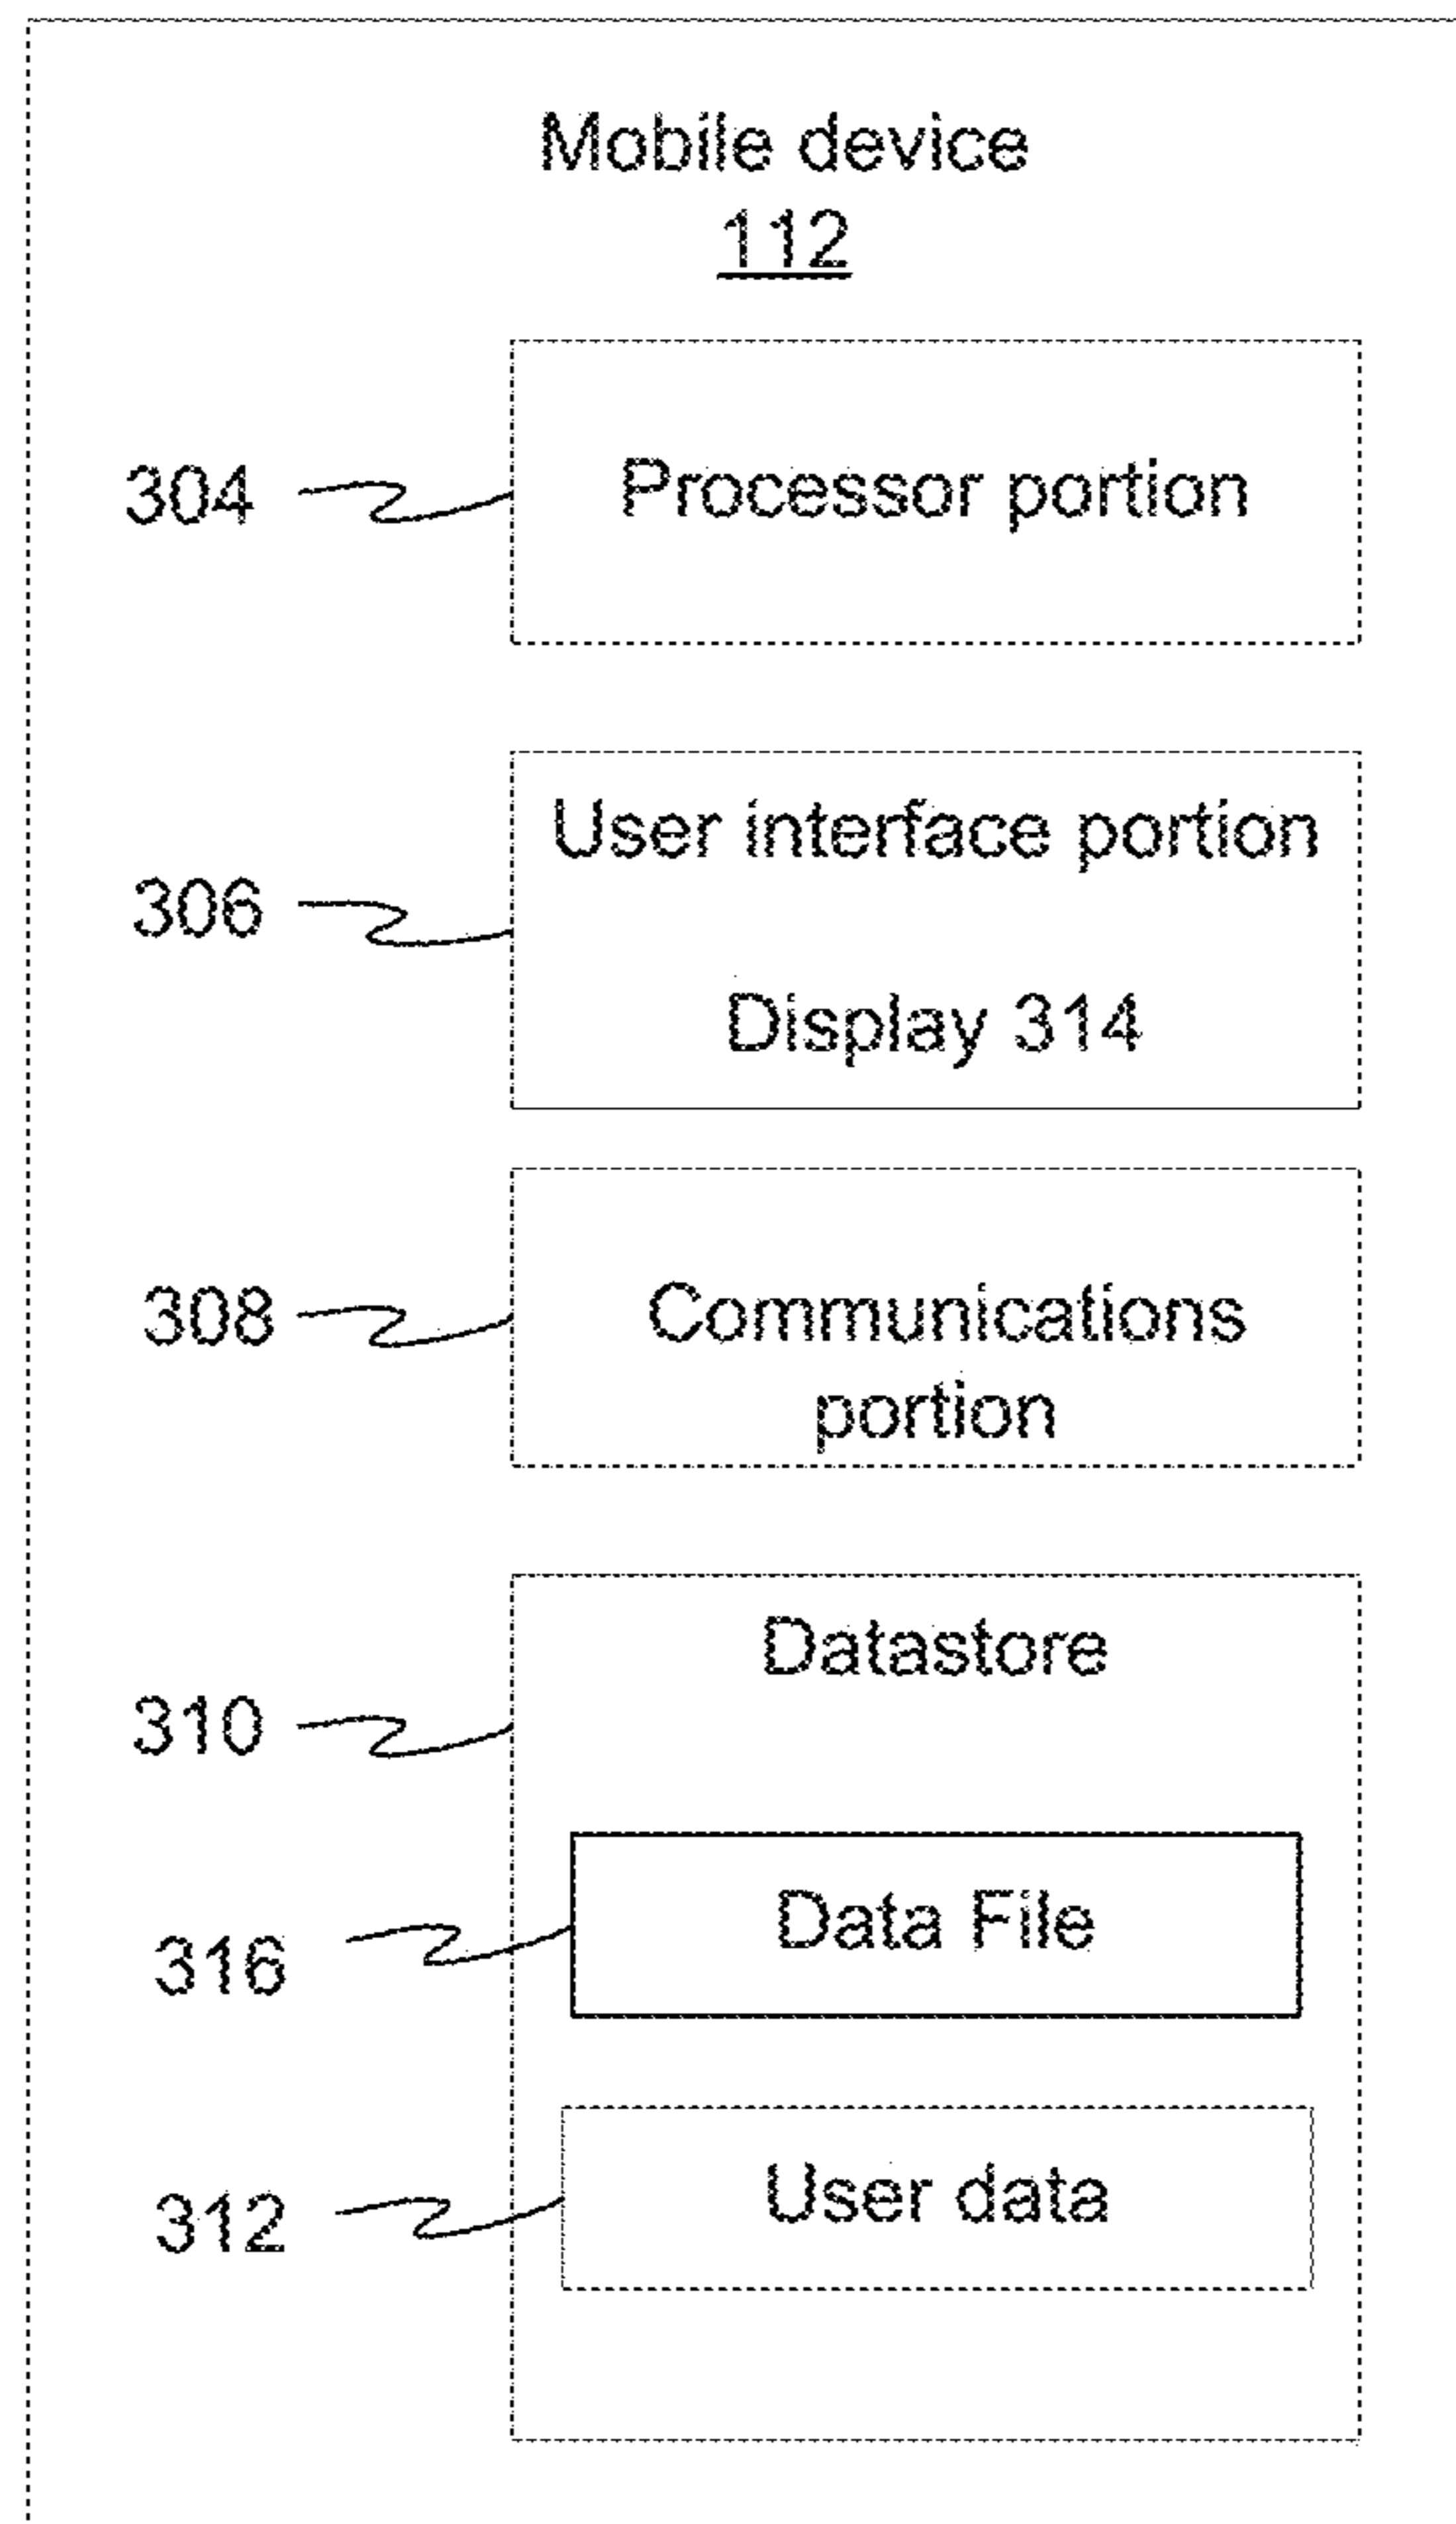 Mobile device
112
304
Processor portion
User interface portion
306
Display 314
308
Communications
portion
Datastore
310
Data File
316
User data
312